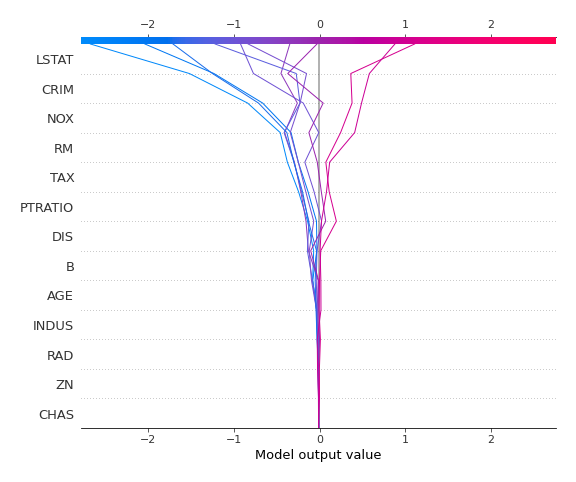 −2 −1 0 1 2
LSTAT
CRIM
NOX
RM
TAX
PTRATIO
DIS
B
AGE
INDUS
RAD
ZN
CHAS
−2 −1 0 1 2
Model output value